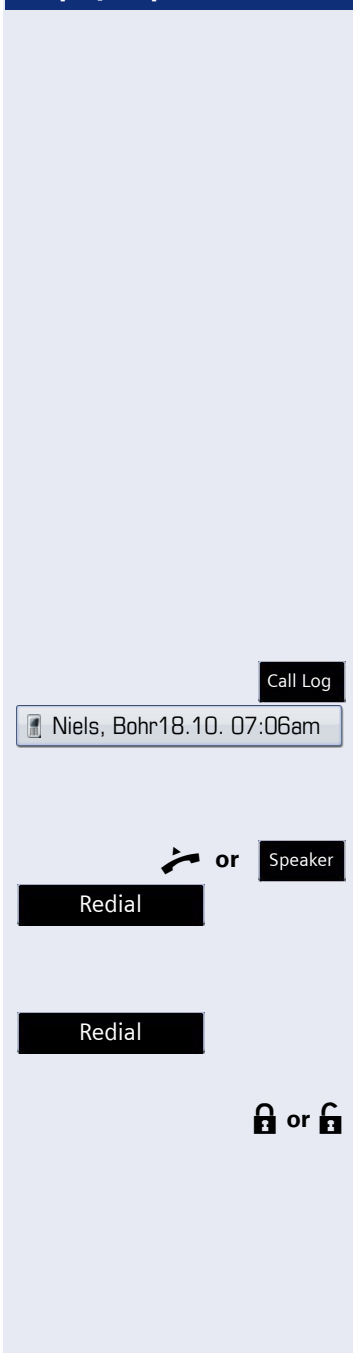 Call Log
Niels, Bohr18.10. 07:06am
or Speaker
Redial
Redial
or